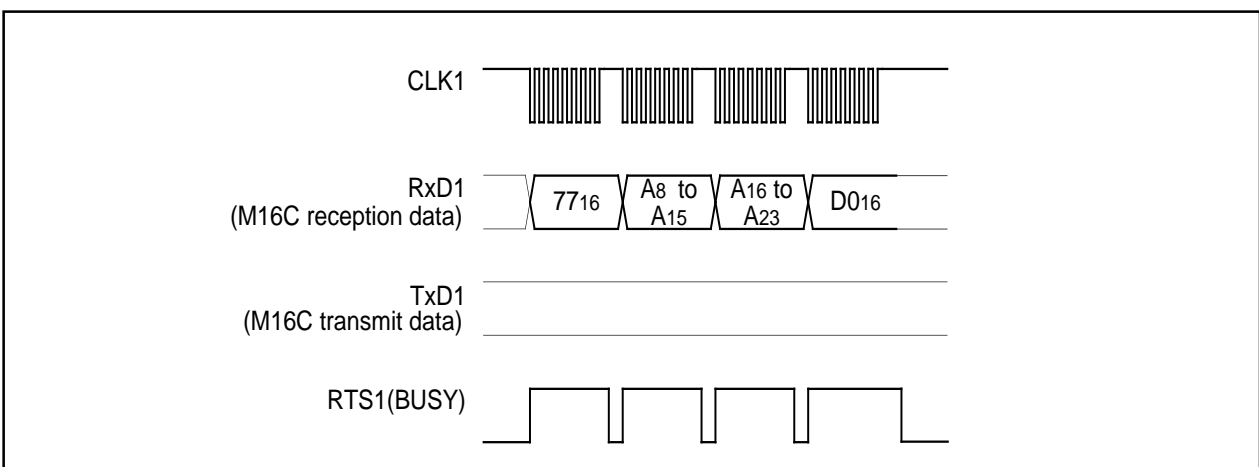 CLK1
RxD1
(M16C reception data)
7716
A8 to
A15
A16 to
A23
D016
TxD1
(M16C transmit data)
RTS1(BUSY)